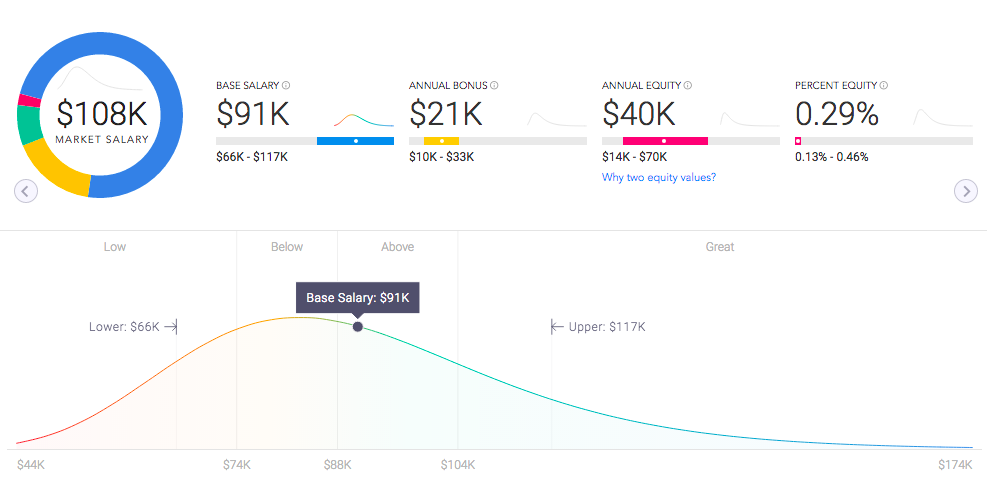 $108K
MARKET SALARY
BASE SALARY
$91K
$66K - $117K
ANNUAL BONUS
$21K
$10K - $33K
ANNUAL EQUITY
$40K
$14K - $70K
Why two equity values?
PERCENT EQUITY
0.29%
0.13% - 0.46%
Low Below Above Great
Base Salary: $91K
Lower: $66K Upper: $117K
$44K $74K $88K $104K $174K